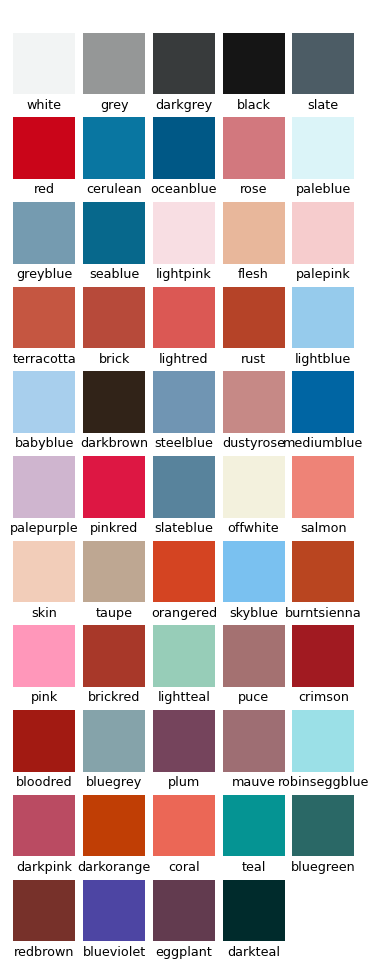 white grey darkgrey black slate
red cerulean oceanblue rose paleblue
greyblue seablue lightpink flesh palepink
terracotta brick lightred rust lightblue
babyblue darkbrown steelblue dustyrose mediumblue
palepurple pinkred slateblue offwhite salmon
skin taupe orangered skyblue burntsienna
pink brickred lightteal puce crimson
bloodred bluegrey plum mauve robinseggblue
darkpink darkorange coral teal bluegreen
redbrown blueviolet eggplant darkteal